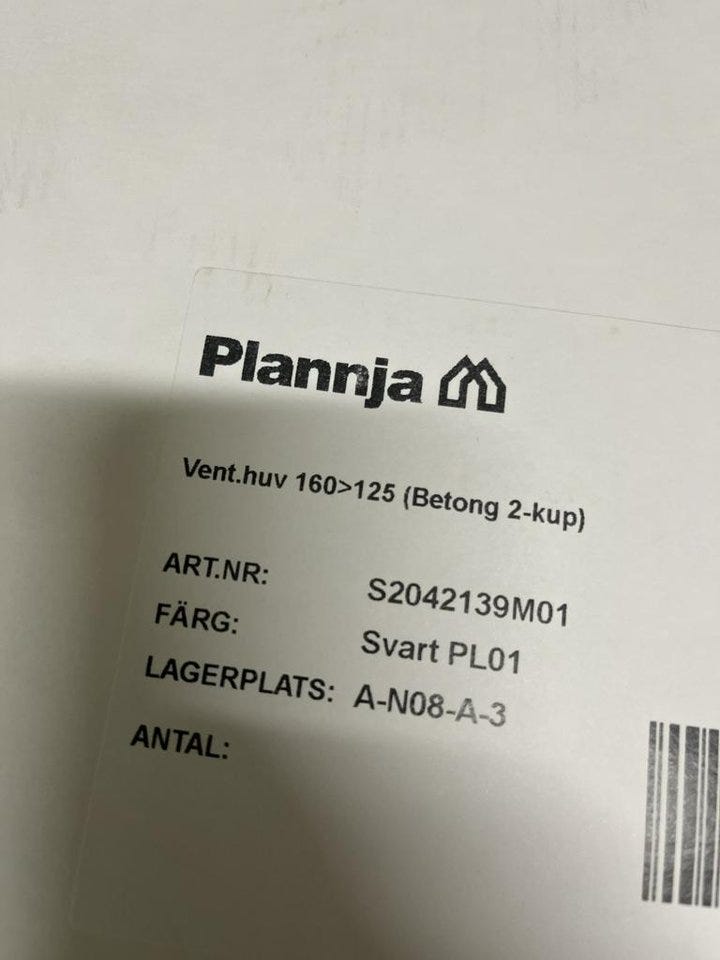 Plannja
Vent.huv 160>125 (Betong 2-kup)
ART.NR: S2042139M01
FÄRG: Svart PL01
LAGERPLATS: A-N08-A-3
ANTAL: